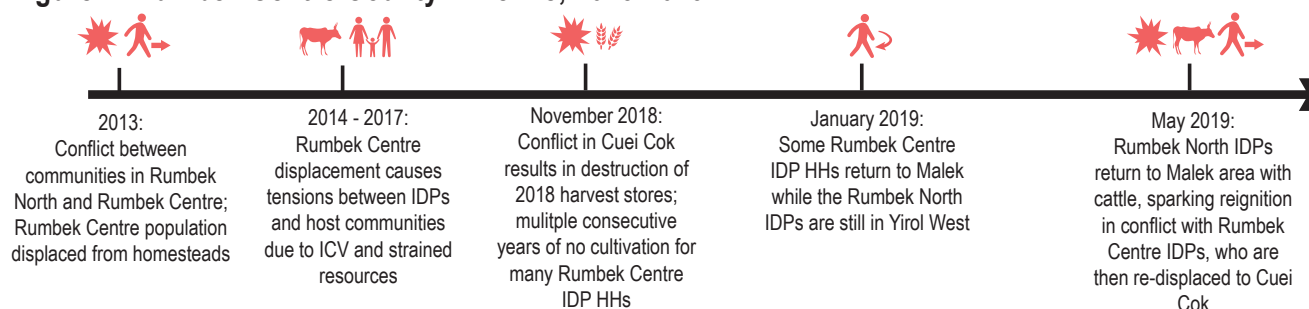 2013:
Conflict between
communities in Rumbek
North and Rumbek Centre;
Rumbek Centre population
displaced from homesteads
2014 - 2017:
Rumbek Centre
displacement causes
tensions between IDPs
and host communities
due to ICV and strained
resources
November 2018:
Conflict in Cuei Cok
results in destruction of
2018 harvest stores;
mulitple consecutive
years of no cultivation for
many Rumbek Centre
IDP HHs
January 2019:
Some Rumbek Centre
IDP HHs return to Malek
while the Rumbek North
IDPs are still in Yirol West
May 2019:
Rumbek North IDPs
return to Malek area with
cattle, sparking reignition
in conflict with Rumbek
Centre IDPs, who are
then re-displaced to Cuei
Cok